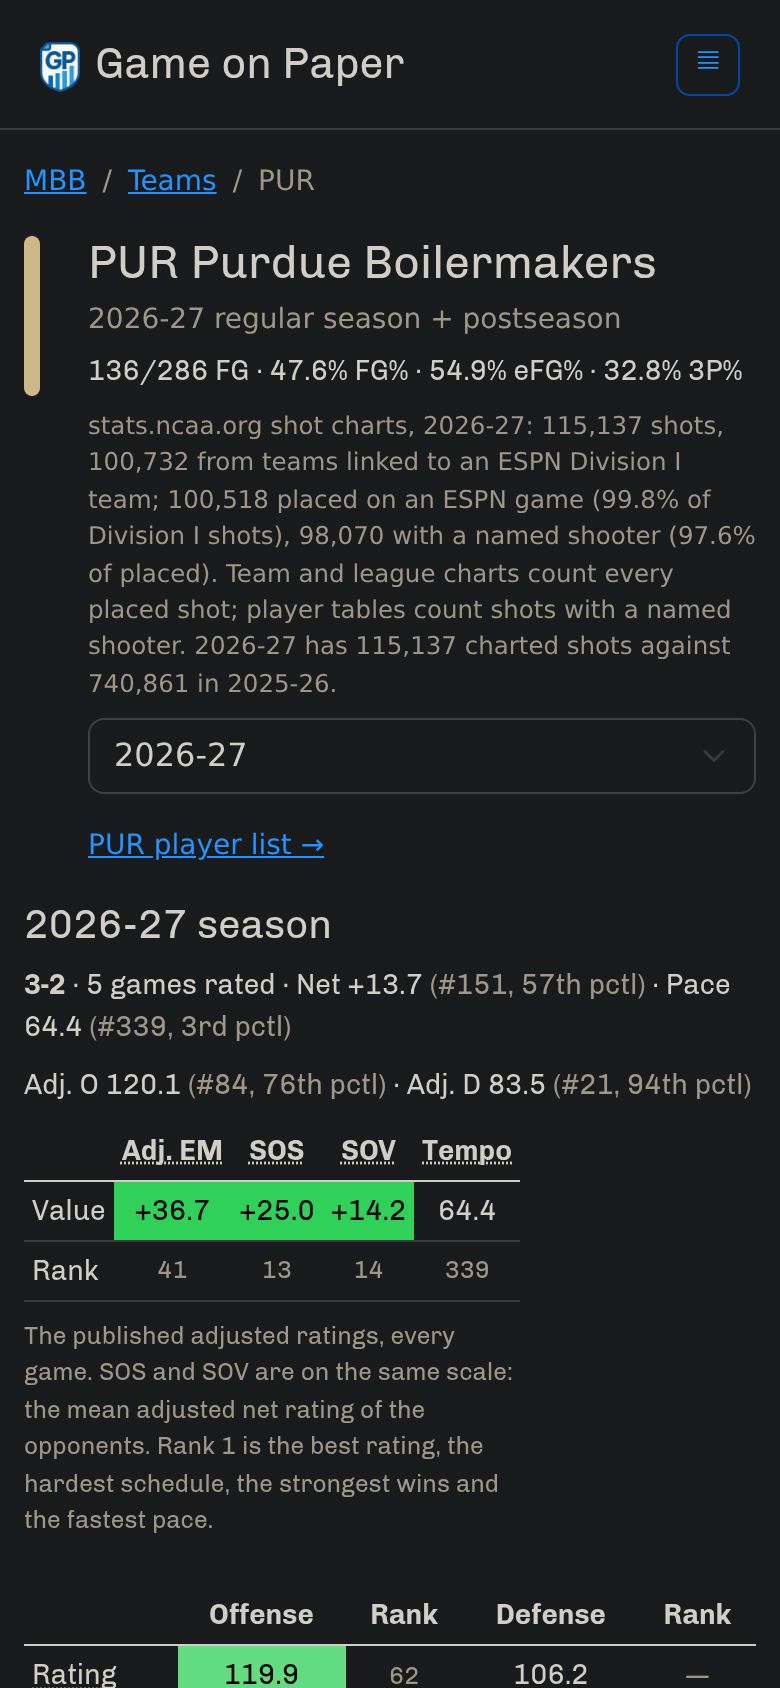 GP Game on Paper
MBB / Teams / PUR
PUR Purdue Boilermakers
2026-27 regular season + postseason
136/286 FG · 47.6% FG% · 54.9% eFG% · 32.8% 3P%
stats.ncaa.org shot charts, 2026-27: 115,137 shots,
100,732 from teams linked to an ESPN Division I
team; 100,518 placed on an ESPN game (99.8% of
Division I shots), 98,070 with a named shooter (97.6%
of placed). Team and league charts count every
placed shot; player tables count shots with a named
shooter. 2026-27 has 115,137 charted shots against
740,861 in 2025-26.
2026-27
PUR player list →
2026-27 season
3-2 · 5 games rated · Net +13.7 (#151, 57th pctl) · Pace
64.4 (#339, 3rd pctl)
Adj. O 120.1 (#84, 76th pctl) · Adj. D 83.5 (#21, 94th pctl)
Adj. EM SOS SOV Tempo
Value +36.7 +25.0 +14.2 64.4
Rank 41 13 14 339
The published adjusted ratings, every
game. SOS and SOV are on the same scale:
the mean adjusted net rating of the
opponents. Rank 1 is the best rating, the
hardest schedule, the strongest wins and
the fastest pace.
Offense Rank Defense Rank
Rating 119.9 62 106.2 —